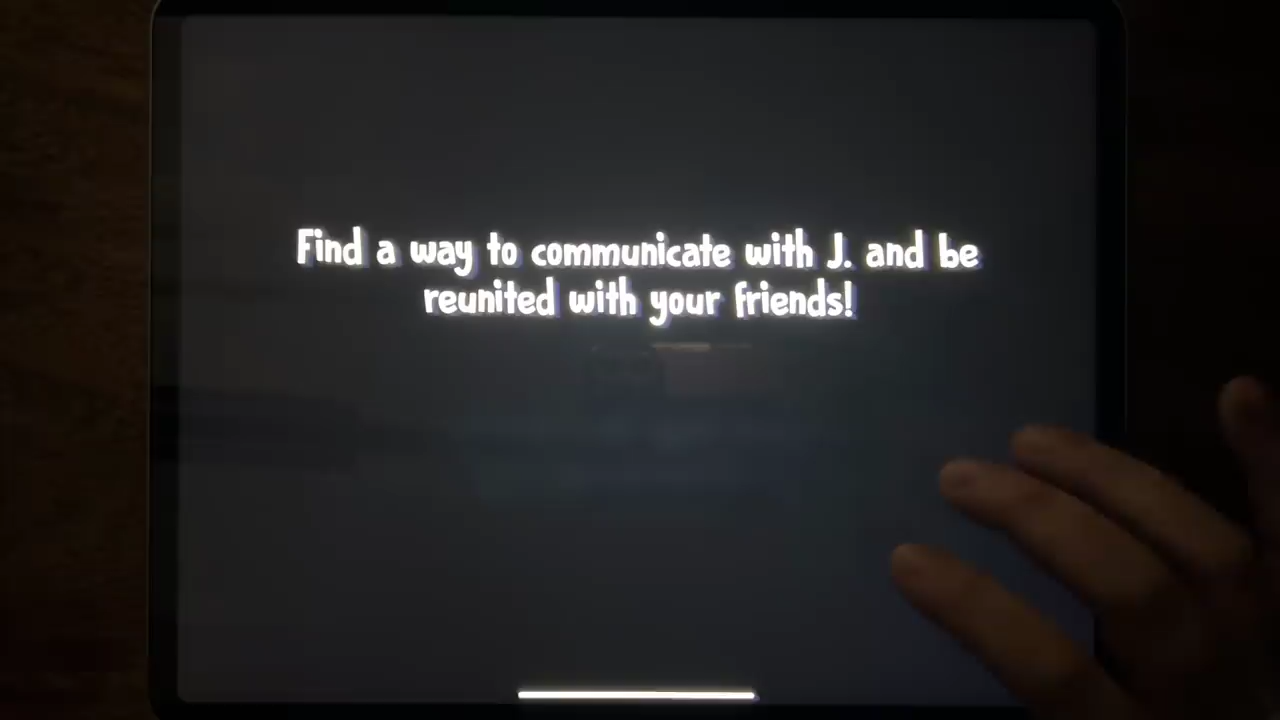 Find a way to communicate with J. and be
reunited with your friends!